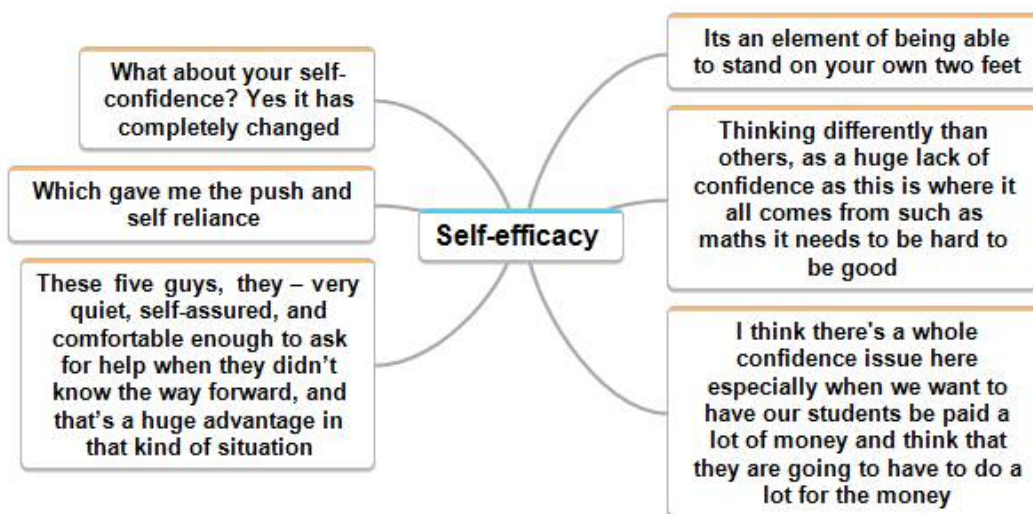 What about your self-
confidence? Yes it has
completely changed
Which gave me the push and
self reliance
These five guys, they – very
quiet, self-assured, and
comfortable enough to ask
for help when they didn’t
know the way forward, and
that’s a huge advantage in
that kind of situation
Self-efficacy
Its an element of being able
to stand on your own two feet
Thinking differently than
others, as a huge lack of
confidence as this is where it
all comes from such as
maths it needs to be hard to
be good
I think there's a whole
confidence issue here
especially when we want to
have our students be paid a
lot of money and think that
they are going to have to do a
lot for the money